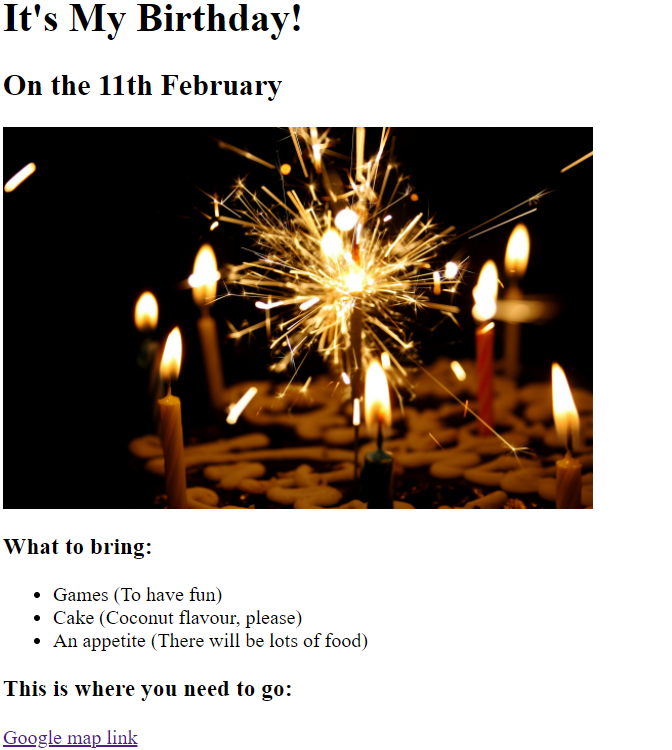 It's My Birthday!
On the 11th February
What to bring:
Games (To have fun)
Cake (Coconut flavour, please)
An appetite (There will be lots of food)
This is where you need to go:
Google map link